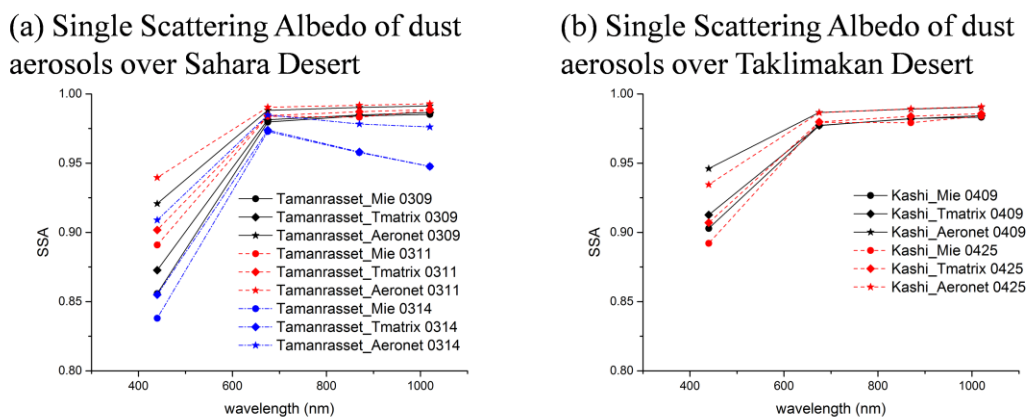 (a) Single Scattering Albedo of dust
aerosols over Sahara Desert
1.00
0.95
0.90
0.85
0.80
SSA
Tamanrasset_Mie 0309
Tamanrasset_Tmatrix 0309
Tamanrasset_Aeronet 0309
Tamanrasset_Mie 0311
Tamanrasset_Tmatrix 0311
Tamanrasset_Aeronet 0311
Tamanrasset_Mie 0314
Tamanrasset_Tmatrix 0314
Tamanrasset_Aeronet 0314
400 600 800 1000
wavelength (nm)
(b) Single Scattering Albedo of dust
aerosols over Taklimakan Desert
1.00
0.95
0.90
0.85
0.80
SSA
Kashi_Mie 0409
Kashi_Tmatrix 0409
Kashi_Aeronet 0409
Kashi_Mie 0425
Kashi_Tmatrix 0425
Kashi_Aeronet 0425
400 600 800 1000
wavelength (nm)